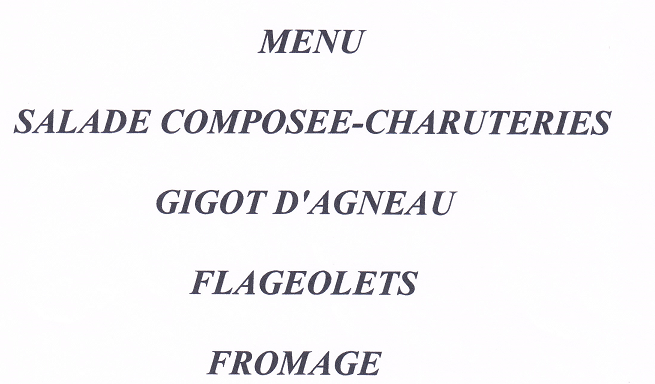 MENU
SALADE COMPOSEE-CHARUTERIES
GIGOT D'AGNEAU
FLAGEOLETS
FROMAGE